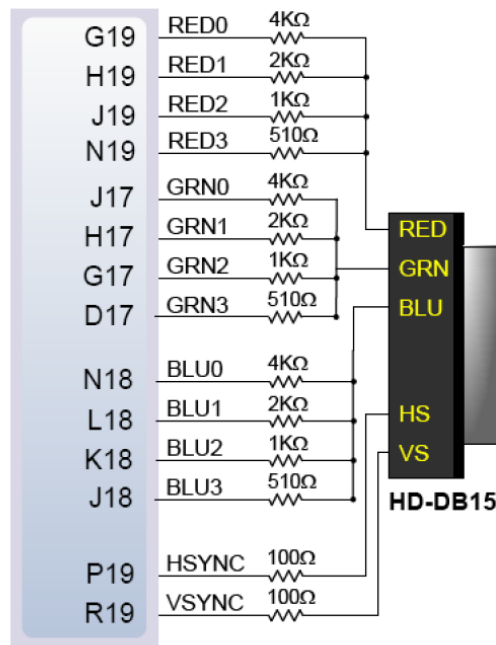 G19 RED0 4KΩ
H19 RED1 2KΩ
J19 RED2 1KΩ
N19 RED3 510Ω
J17 GRN0 4KΩ
H17 GRN1 2KΩ
G17 GRN2 1KΩ
D17 GRN3 510Ω
N18 BLU0 4KΩ
L18 BLU1 2KΩ
K18 BLU2 1KΩ
J18 BLU3 510Ω
P19 HSYNC 100Ω
R19 VSYNC 100Ω
RED
GRN
BLU
HS
VS
HD-DB15